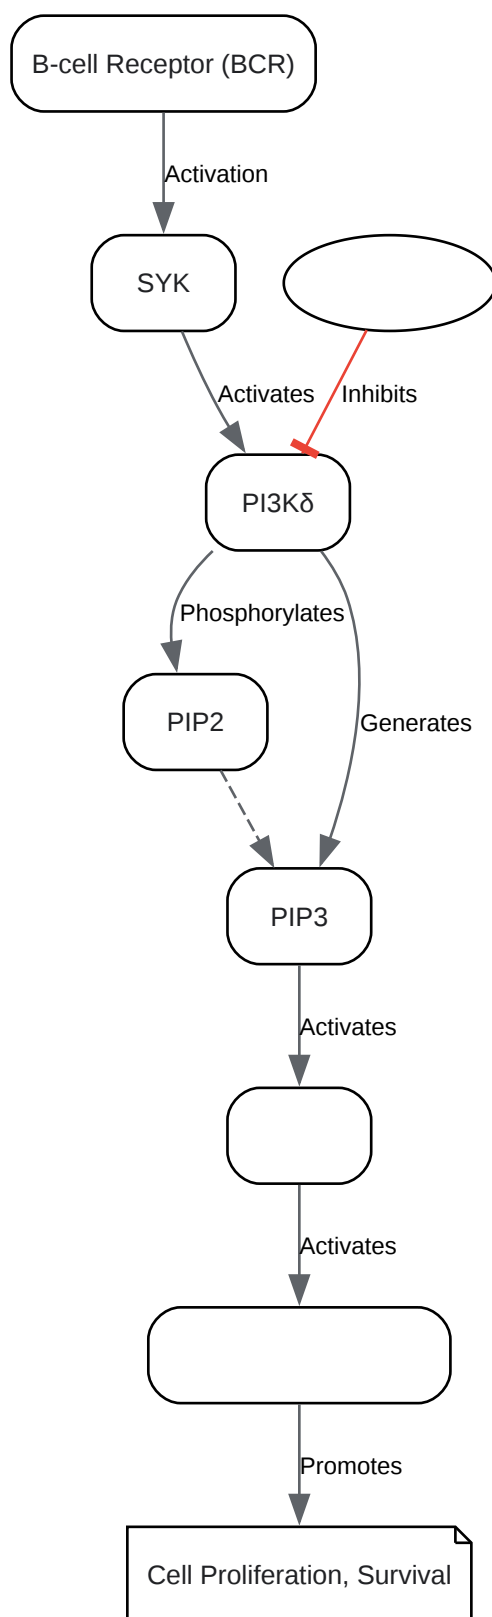 B-cell Receptor (BCR)
Activation
SYK
Activates
Inhibits
PI3Kδ
Phosphorylates
PIP2
Generates
PIP3
Activates
Activates
Promotes
Cell Proliferation, Survival